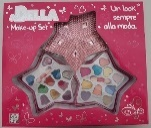 BELLA
Make-up Set
Un look
sempre
alla moda.